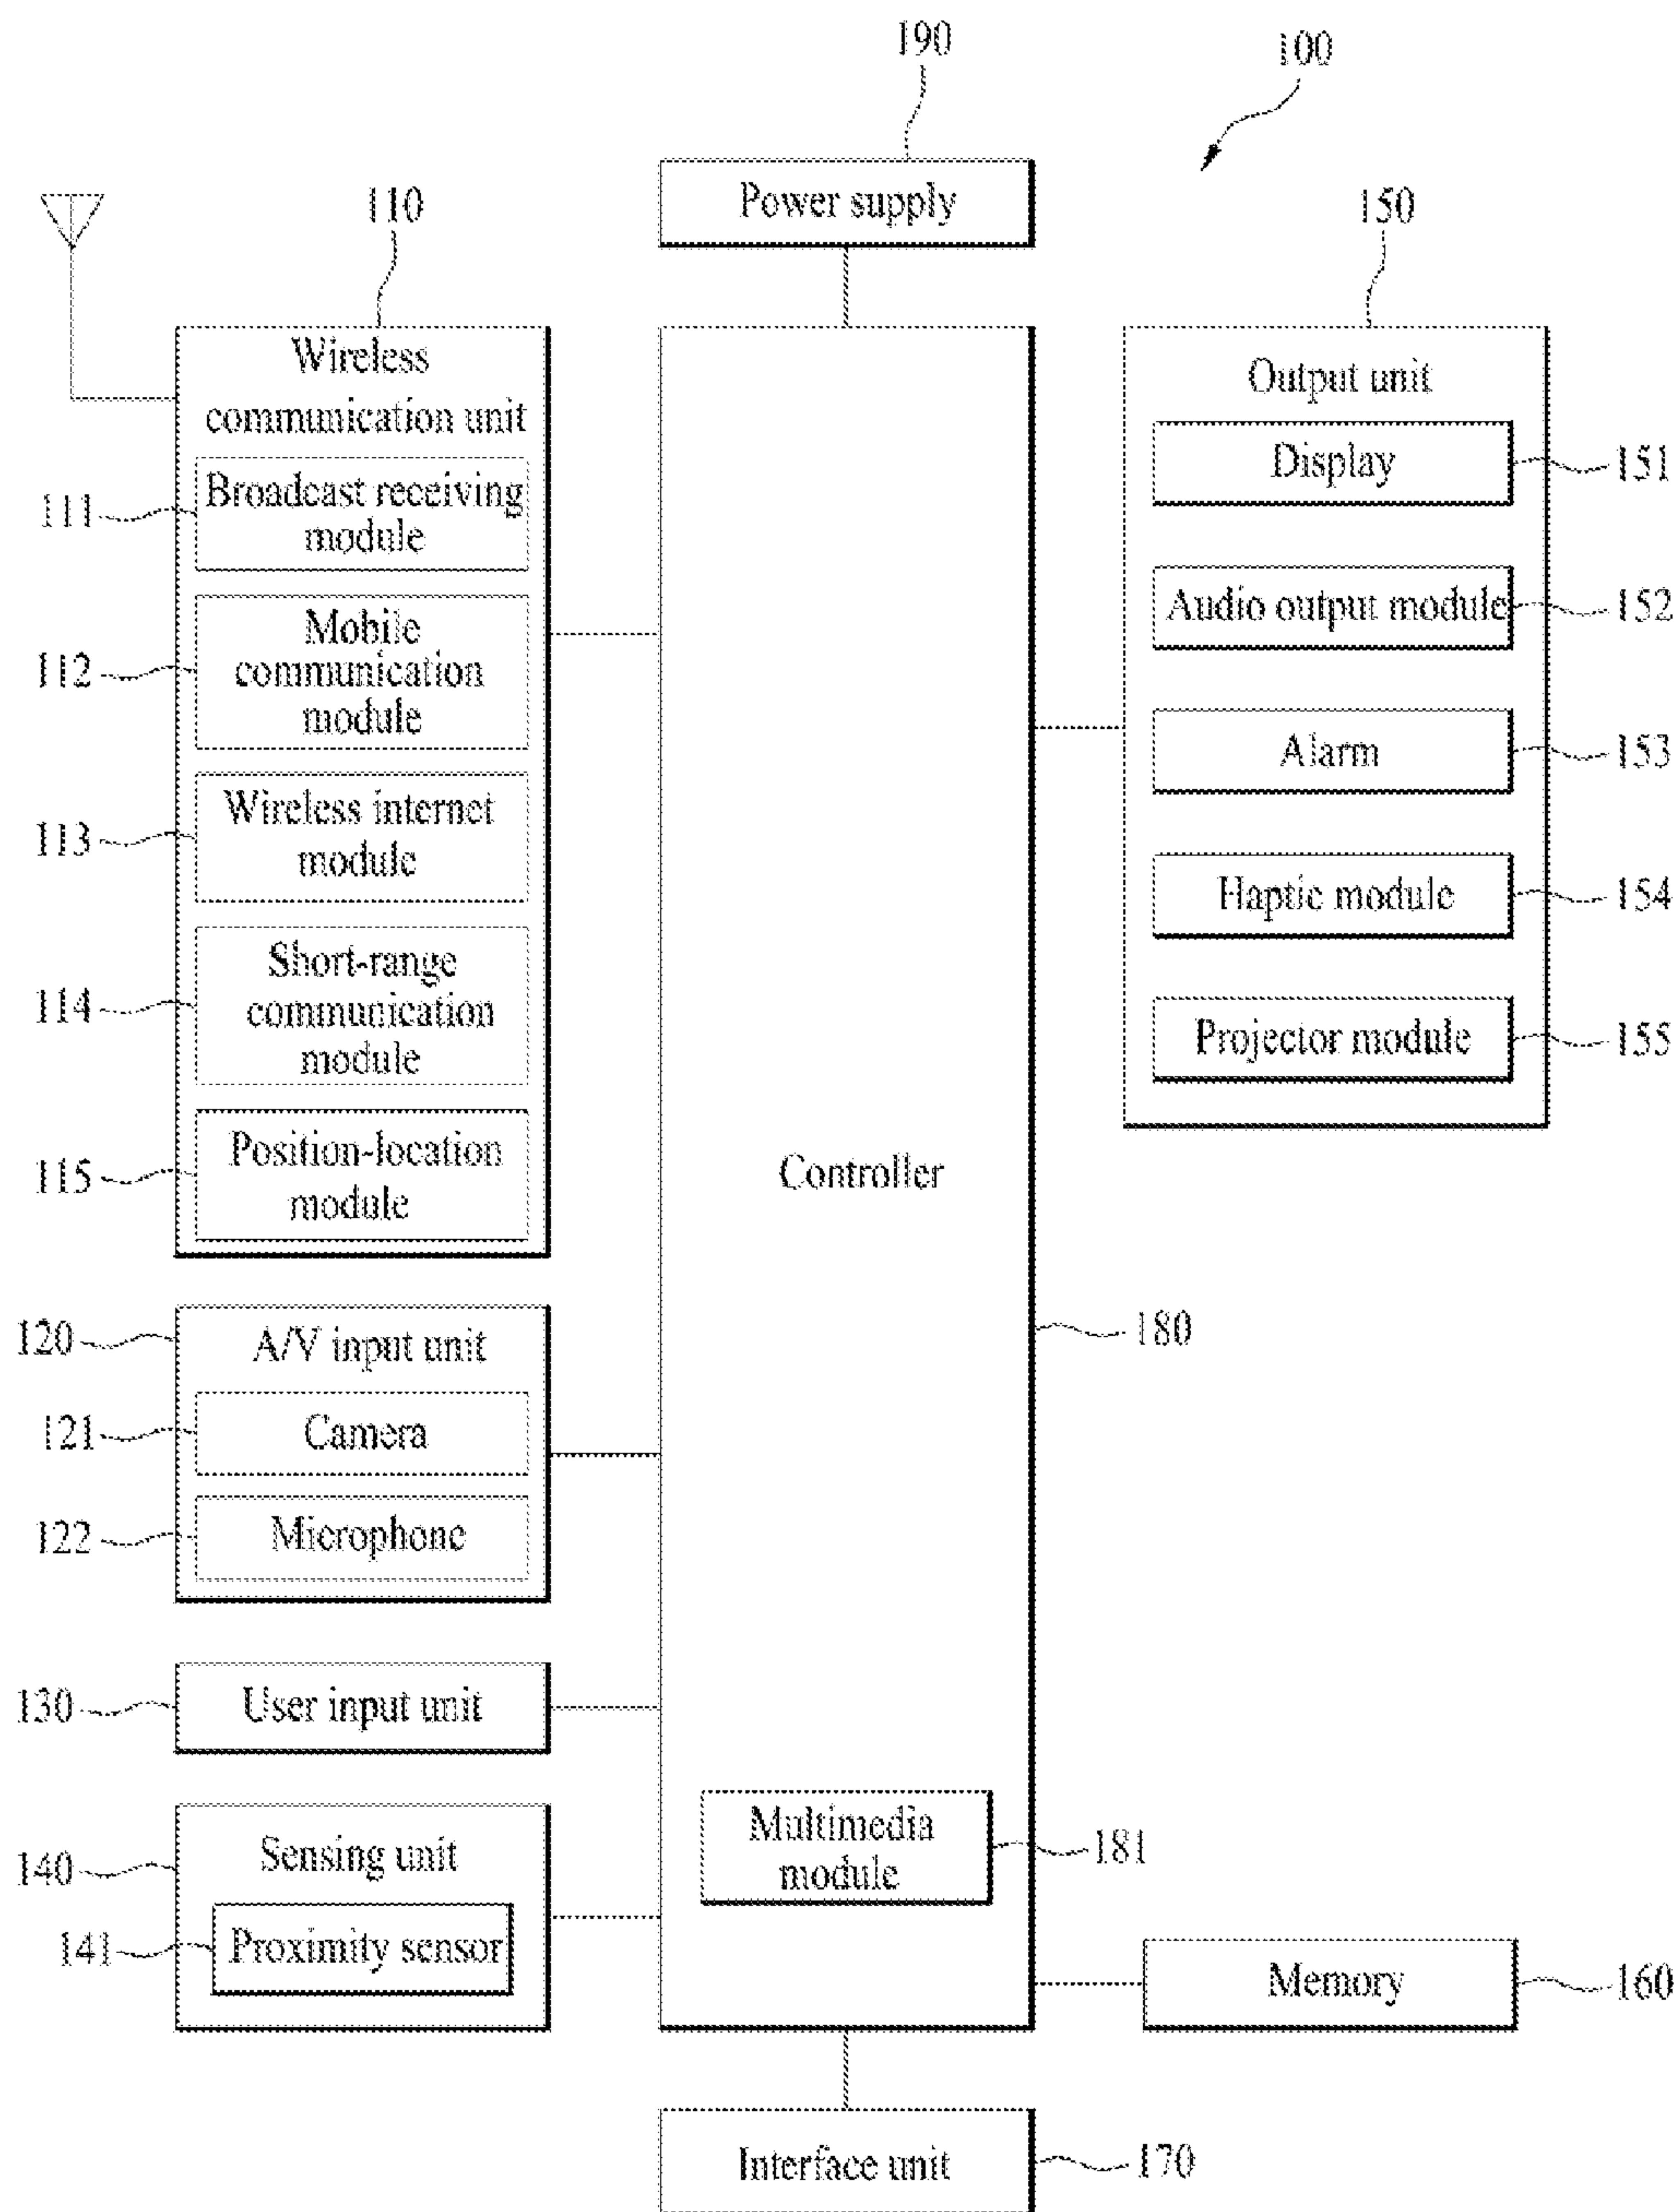 190
100
Power supply
110
150
Wireless
communication unit
Output unit
111
Broadcast receiving
module
Display
151
112
Mobile
communication
module
Audio output module
152
113
Wireless internet
module
Alarm
153
114
Short-range
communication
module
Haptic module
154
115
Position-location
module
Projector module
155
Controller
180
120
A/V input unit
121
Camera
122
Microphone
130
User input unit
140
Sensing unit
141
Proximity sensor
Multimedia
module
181
Memory
160
Interface unit
170